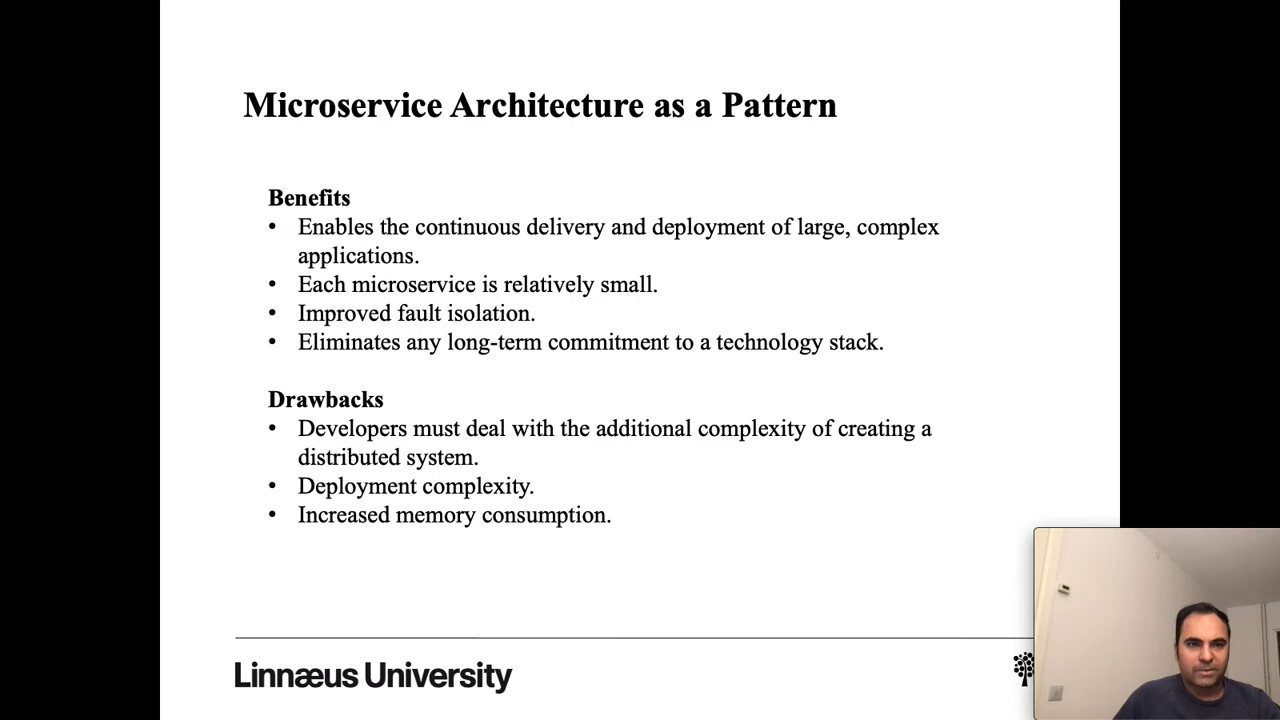 Microservice Architecture as a Pattern
Benefits
• Enables the continuous delivery and deployment of large, complex
applications.
• Each microservice is relatively small.
• Improved fault isolation.
• Eliminates any long-term commitment to a technology stack.
Drawbacks
• Developers must deal with the additional complexity of creating a
distributed system.
• Deployment complexity.
• Increased memory consumption.
Linnæus University